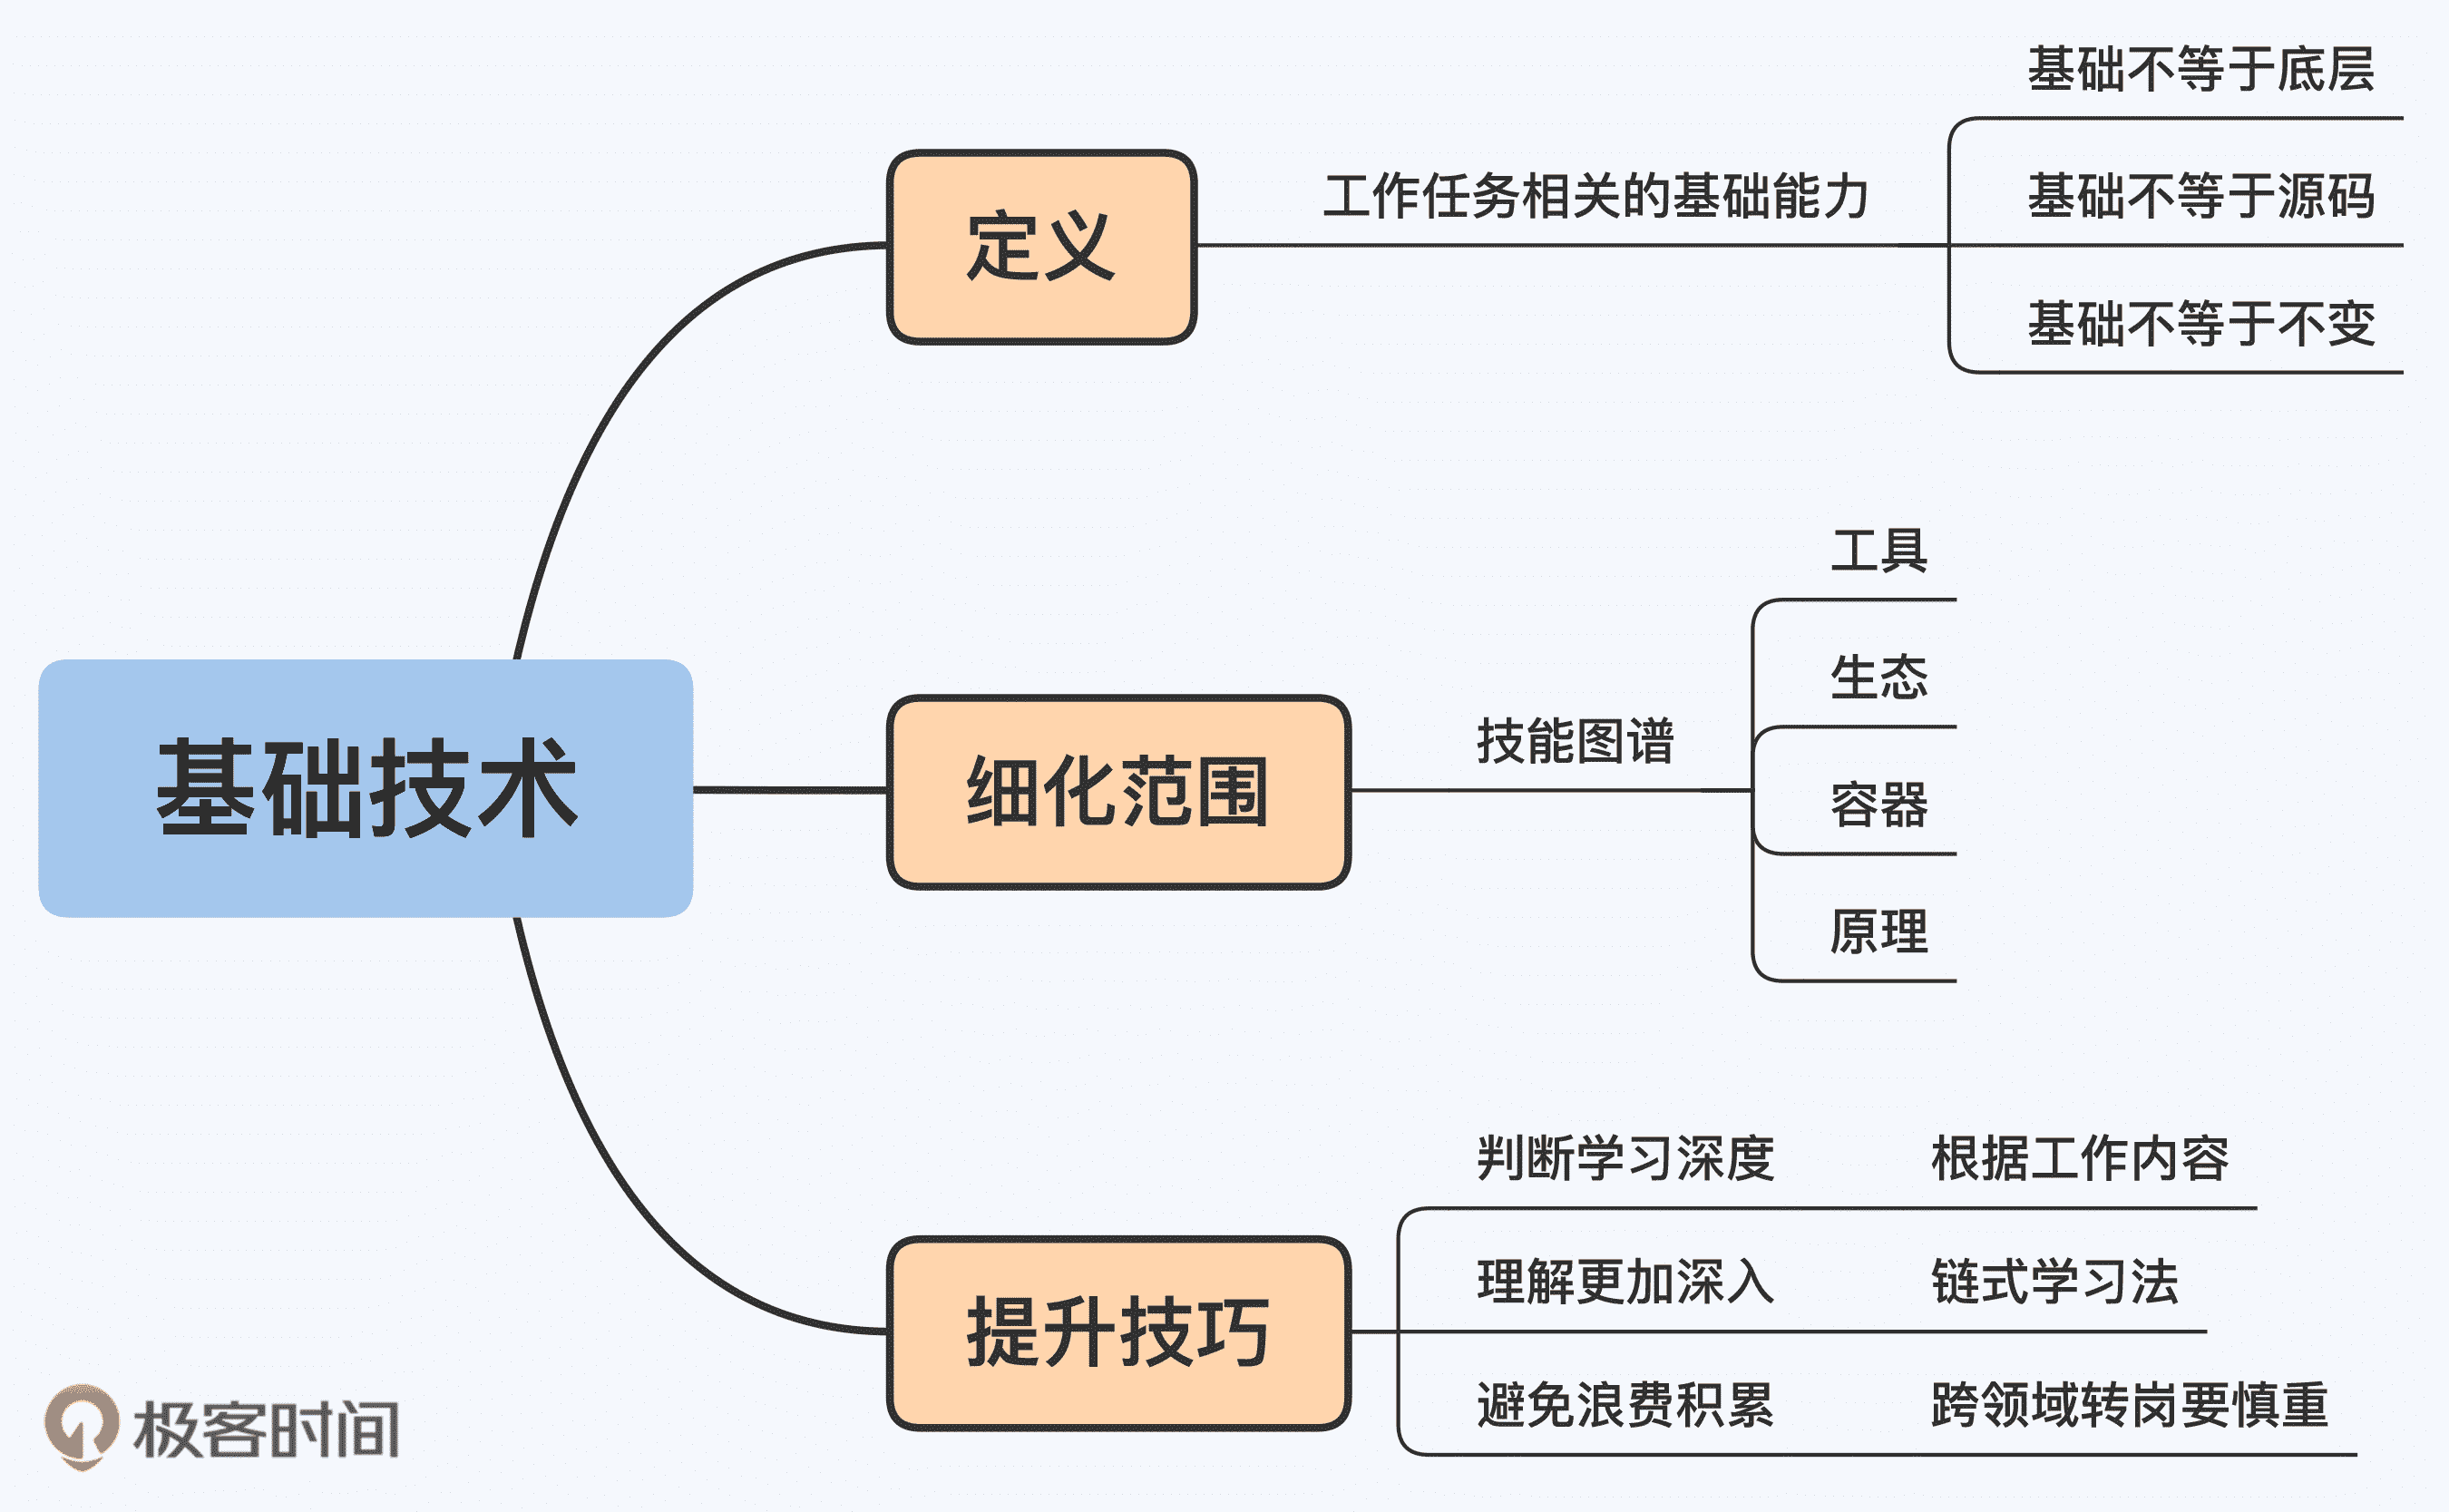 基础技术
定义
工作任务相关的基础能力
基础不等于底层
基础不等于源码
基础不等于不变
细化范围
技能图谱
工具
生态
容器
原理
提升技巧
判断学习深度 根据工作内容
理解更加深入 链式学习法
避免浪费积累 跨领域转岗要慎重
极客时间